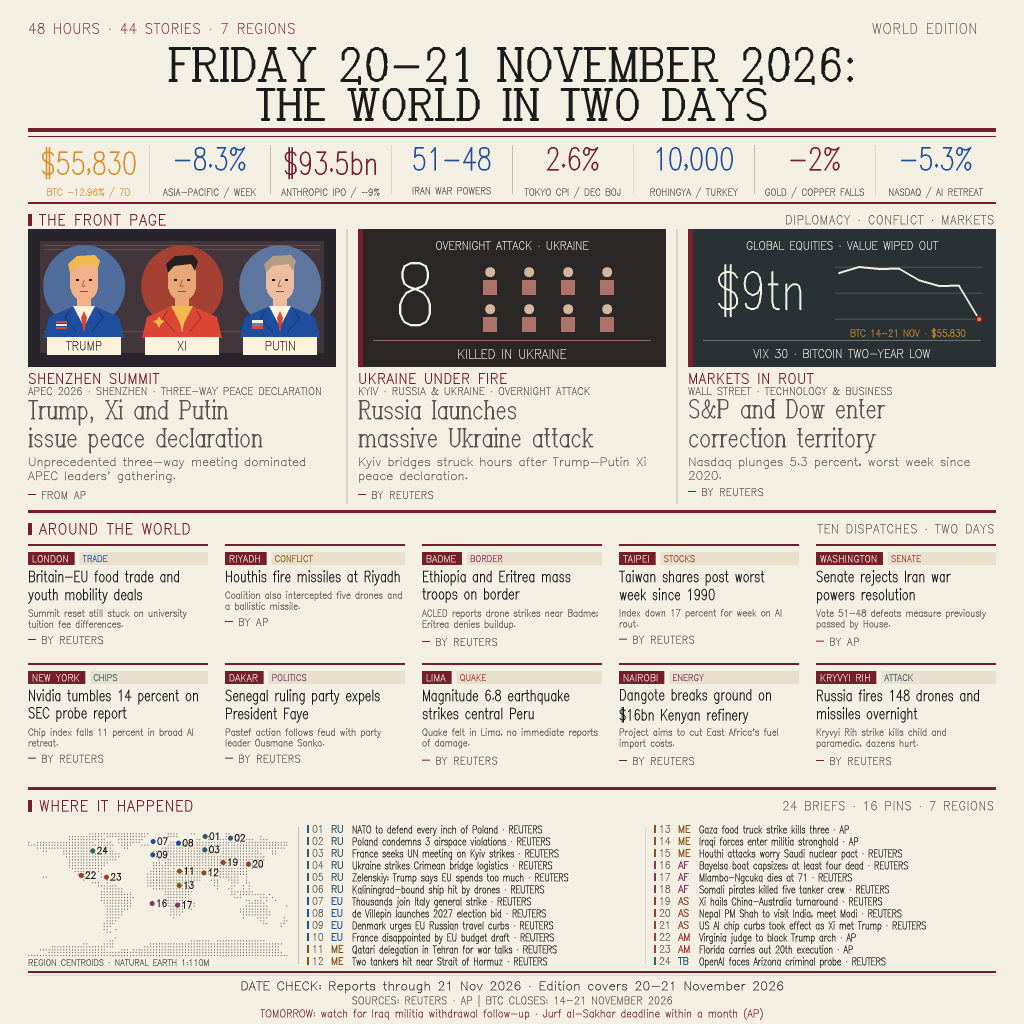 48 HOURS · 44 STORIES · 7 REGIONS
WORLD EDITION
FRIDAY 20–21 NOVEMBER 2026:
THE WORLD IN TWO DAYS
$55,830
BTC −12.96% / 7D
−8.3%
ASIA-PACIFIC / WEEK
$93.5bn
ANTHROPIC IPO / −9%
51–48
IRAN WAR POWERS
2.6%
TOKYO CPI / DEC BOJ
10,000
ROHINGYA / TURKEY
−2%
GOLD / COPPER FALLS
−5.3%
NASDAQ / AI RETREAT
THE FRONT PAGE
DIPLOMACY · CONFLICT · MARKETS
TRUMP
XI
PUTIN
SHENZHEN SUMMIT
APEC 2026 · SHENZHEN · THREE-WAY PEACE DECLARATION
Trump, Xi and Putin
issue peace declaration
Unprecedented three-way meeting dominated
APEC leaders' gathering.
— FROM AP
OVERNIGHT ATTACK · UKRAINE
8
KILLED IN UKRAINE
UKRAINE UNDER FIRE
KYIV · RUSSIA & UKRAINE · OVERNIGHT ATTACK
Russia launches
massive Ukraine attack
Kyiv bridges struck hours after Trump-Putin Xi
peace declaration.
— BY REUTERS
GLOBAL EQUITIES · VALUE WIPED OUT
$9tn
BTC 14-21 NOV · $55,830
VIX 30 · BITCOIN TWO-YEAR LOW
MARKETS IN ROUT
WALL STREET · TECHNOLOGY & BUSINESS
S&P and Dow enter
correction territory
Nasdaq plunges 5.3 percent, worst week since
2020.
— BY REUTERS
AROUND THE WORLD
TEN DISPATCHES · TWO DAYS
LONDON TRADE
Britain-EU food trade and
youth mobility deals
Summit reset still stuck on university
tuition fee differences.
— BY REUTERS
RIYADH CONFLICT
Houthis fire missiles at Riyadh
Coalition also intercepted five drones and
a ballistic missile.
— BY AP
BADME BORDER
Ethiopia and Eritrea mass
troops on border
ACLED reports drone strikes near Badme;
Eritrea denies buildup.
— BY REUTERS
TAIPEI STOCKS
Taiwan shares post worst
week since 1990
Index down 17 percent for week on AI
rout.
— BY REUTERS
WASHINGTON SENATE
Senate rejects Iran war
powers resolution
Vote 51-48 defeats measure previously
passed by House.
— BY AP
NEW YORK CHIPS
Nvidia tumbles 14 percent on
SEC probe report
Chip index falls 11 percent in broad AI
retreat.
— BY REUTERS
DAKAR POLITICS
Senegal ruling party expels
President Faye
Pastef action follows feud with party
leader Ousmane Sonko.
— BY REUTERS
LIMA QUAKE
Magnitude 6.8 earthquake
strikes central Peru
Quake felt in Lima, no immediate reports
of damage.
— BY REUTERS
NAIROBI ENERGY
Dangote breaks ground on
$16bn Kenyan refinery
Project aims to cut East Africa's fuel
import costs.
— BY REUTERS
KRYVYI RIH ATTACK
Russia fires 148 drones and
missiles overnight
Kryvyi Rih strikes kill child and
paramedic, dozens hurt.
— BY REUTERS
WHERE IT HAPPENED
24 BRIEFS · 16 PINS · 7 REGIONS
01
02
07
08
03
09
24
19
20
11
12
22
23
13
16
17
REGION CENTROIDS · NATURAL EARTH 1:110M
01 RU NATO to defend every inch of Poland · REUTERS
02 RU Poland condemns 3 airspace violations · REUTERS
03 RU France seeks UN meeting on Kyiv strikes · REUTERS
04 RU Ukraine strikes Crimean bridge logistics · REUTERS
05 RU Zelenskiy: Trump says EU spends too much · REUTERS
06 RU Kaliningrad-bound ship hit by drones · REUTERS
07 EU Thousands join Italy general strike · REUTERS
08 EU de Villepin launches 2027 election bid · REUTERS
09 EU Denmark urges EU Russian travel curbs · REUTERS
10 EU France disappointed by EU budget draft · REUTERS
11 ME Qatari delegation in Tehran for war talks · REUTERS
12 ME Two tankers hit near Strait of Hormuz · REUTERS
13 ME Gaza food truck strike kills three · AP
14 ME Iraqi forces enter militia stronghold · AP
15 ME Houthi attacks worry Saudi nuclear pact · REUTERS
16 AF Bayelsa boat capsizes; at least four dead · REUTERS
17 AF Mlambo-Ngcuka dies at 71 · REUTERS
18 AF Somali pirates killed five tanker crew · REUTERS
19 AS Xi hails China-Australia turnaround · REUTERS
20 AS Nepal PM Shah to visit India, meet Modi · REUTERS
21 AS US AI chip curbs took effect as Xi met Trump · REUTERS
22 AM Virginia judge to block Trump arch · AP
23 AM Florida carries out 20th execution · AP
24 TB OpenAI faces Arizona criminal probe · REUTERS
DATE CHECK: Reports through 21 Nov 2026 · Edition covers 20-21 November 2026
SOURCES: REUTERS · AP | BTC CLOSES: 14-21 NOVEMBER 2026
TOMORROW: watch for Iraq militia withdrawal follow-up · Jurf al-Sakhar deadline within a month (AP)